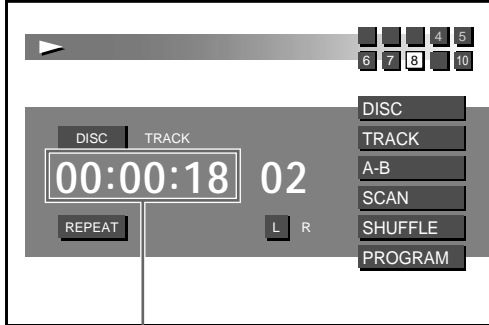 4 5
6 7 8 10
DISC
TRACK
A-B
SCAN
SHUFFLE
PROGRAM
DISC TRACK
00:00:18 02
REPEAT L R